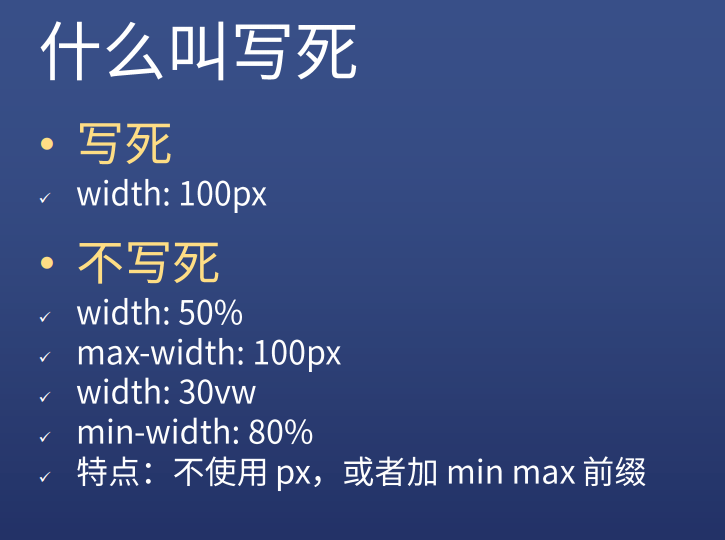 什么叫写死
• 写死
✓ width: 100px
• 不写死
✓ width: 50%
✓ max-width: 100px
✓ width: 30vw
✓ min-width: 80%
✓ 特点：不使用 px，或者加 min max 前缀